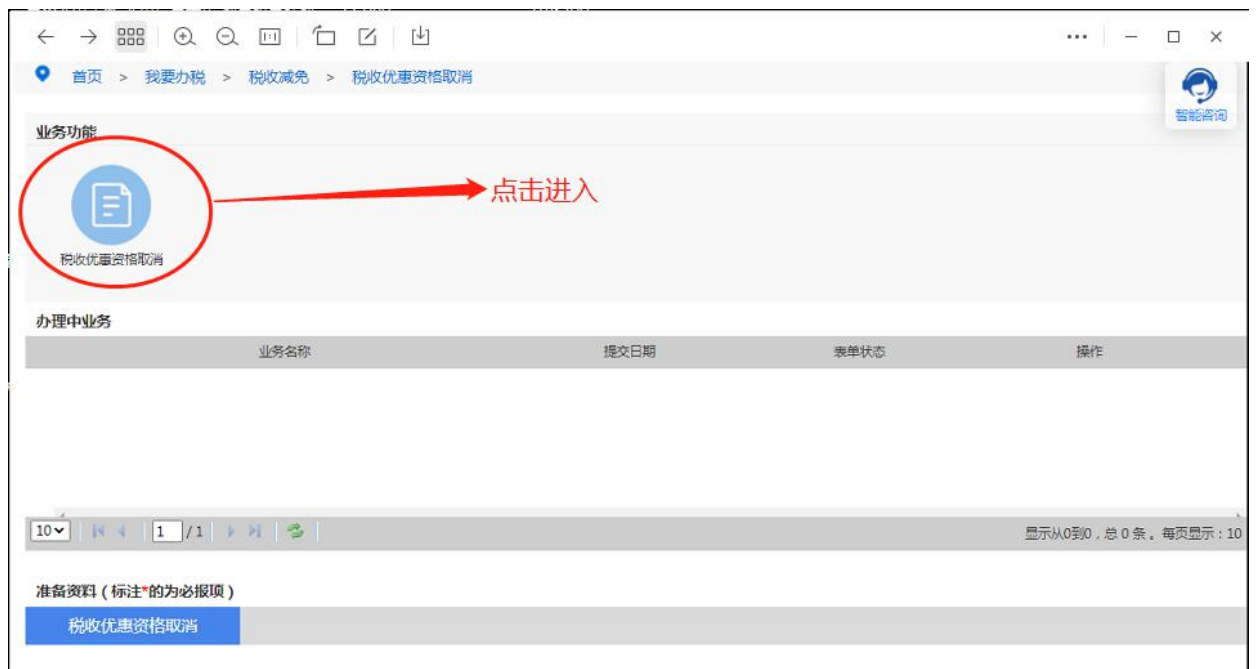 首页 > 我要办税 > 税收减免 > 税收优惠资格取消
智能咨询
业务功能
点击进入
税收优惠资格取消
办理中业务
业务名称 提交日期 表单状态 操作
10 1 /1 显示从0到0,总 0 条。每页显示:10
准备资料(标注*的为必报项)
税收优惠资格取消